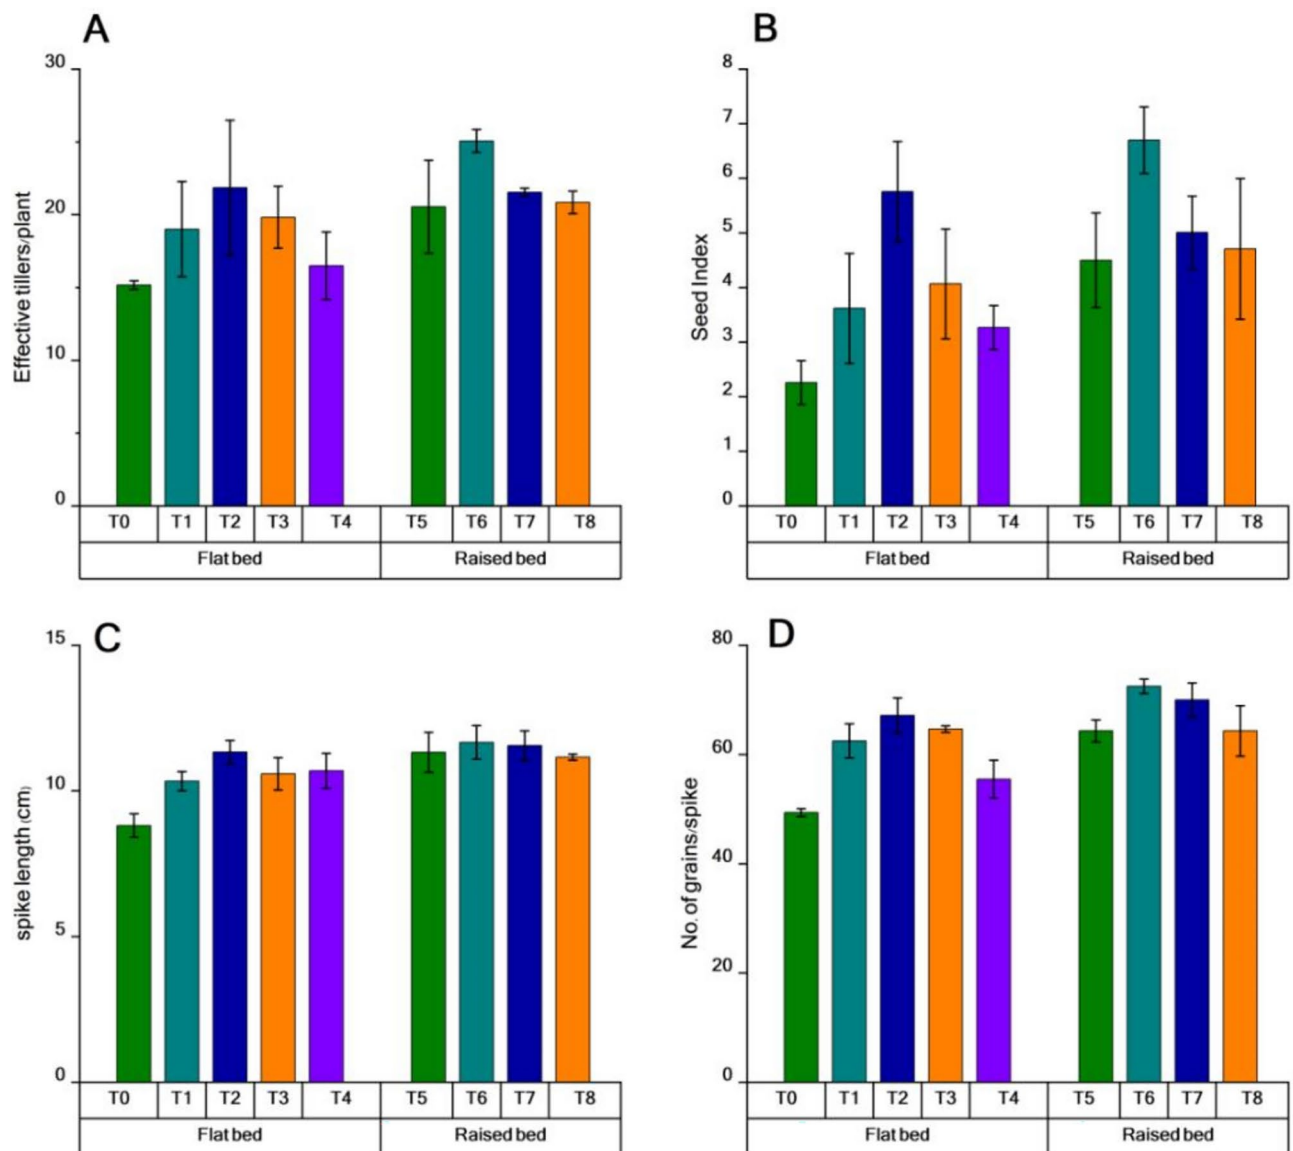 A
30
20
10
0
Effective tillers/plant
T0 T1 T2 T3 T4 T5 T6 T7 T8
Flat bed Raised bed
B
8
7
6
5
4
3
2
1
0
Seed Index
T0 T1 T2 T3 T4 T5 T6 T7 T8
Flat bed Raised bed
C
15
10
5
0
spike length (cm)
T0 T1 T2 T3 T4 T5 T6 T7 T8
Flat bed Raised bed
D
80
60
40
20
0
No. of grains/spike
T0 T1 T2 T3 T4 T5 T6 T7 T8
Flat bed Raised bed